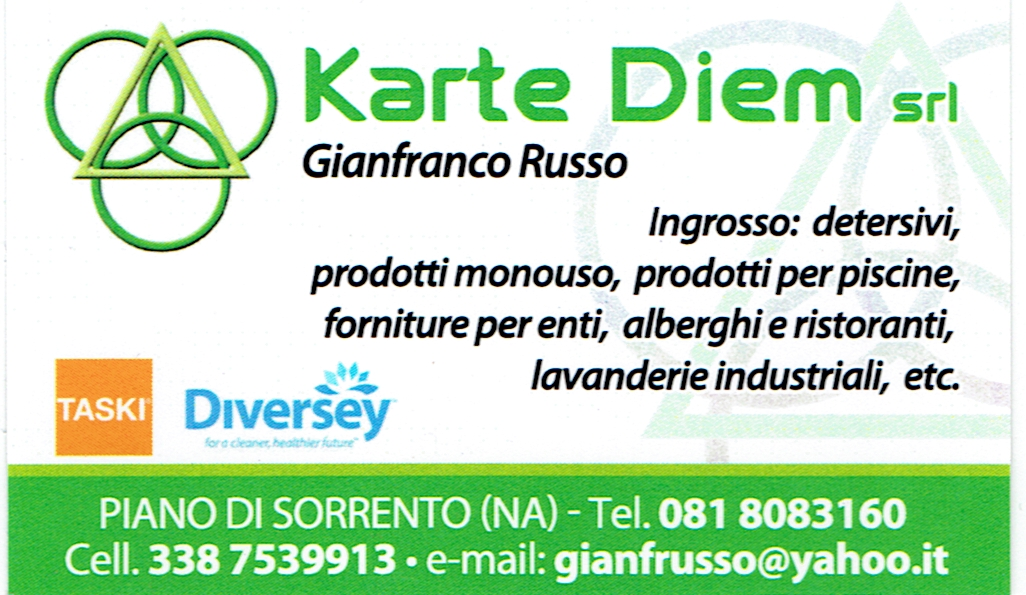 Karte Diem srl
Gianfranco Russo
Ingrosso: detersivi,
prodotti monouso, prodotti per piscine,
forniture per enti, alberghi e ristoranti,
lavanderie industriali, etc.
TASKI®
Diversey™
for a cleaner, healthier future™
PIANO DI SORRENTO (NA) - Tel. 081 8083160
Cell. 338 7539913 • e-mail: gianfrusso@yahoo.it